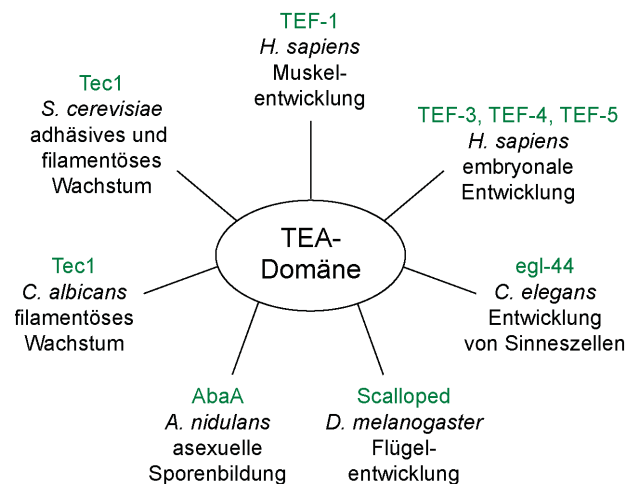 TEF-1
H. sapiens
Muskel-
entwicklung
TEF-3, TEF-4, TEF-5
H. sapiens
embryonale
Entwicklung
egl-44
C. elegans
Entwicklung
von Sinneszellen
Scalloped
D. melanogaster
Flügel-
entwicklung
AbaA
A. nidulans
asexuelle
Sporenbildung
Tec1
C. albicans
filamentöses
Wachstum
Tec1
S. cerevisiae
adhäsives und
filamentöses
Wachstum
TEA-
Domäne